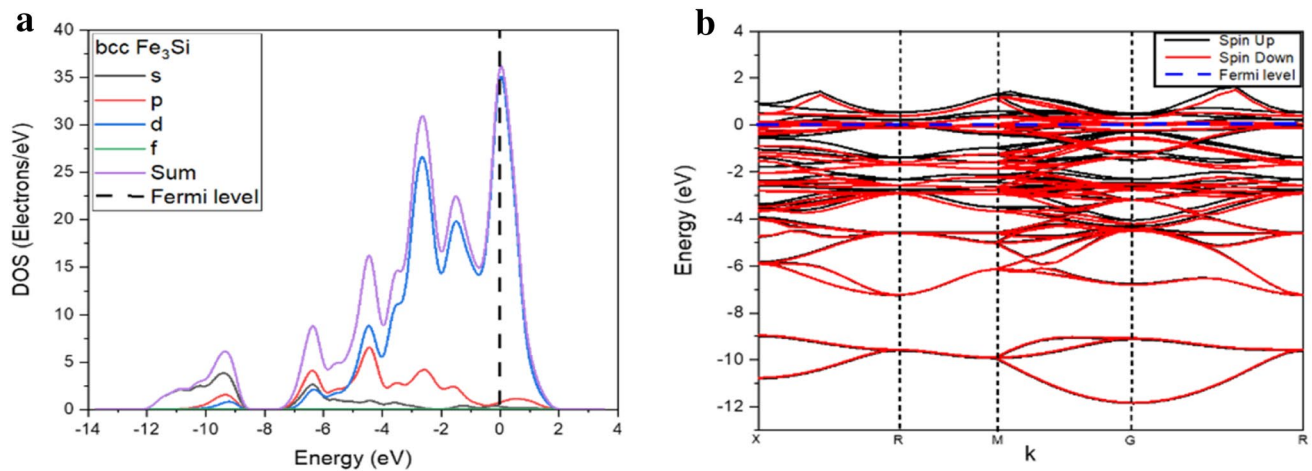 a
bcc Fe₃Si
s
p
d
f
Sum
Fermi level
DOS (Electrons/eV)
40
35
30
25
20
15
10
5
0
-14 -12 -10 -8 -6 -4 -2 0 2 4
Energy (eV)
b
Spin Up
Spin Down
Fermi level
Energy (eV)
4
2
0
-2
-4
-6
-8
-10
-12
X R M G R
k